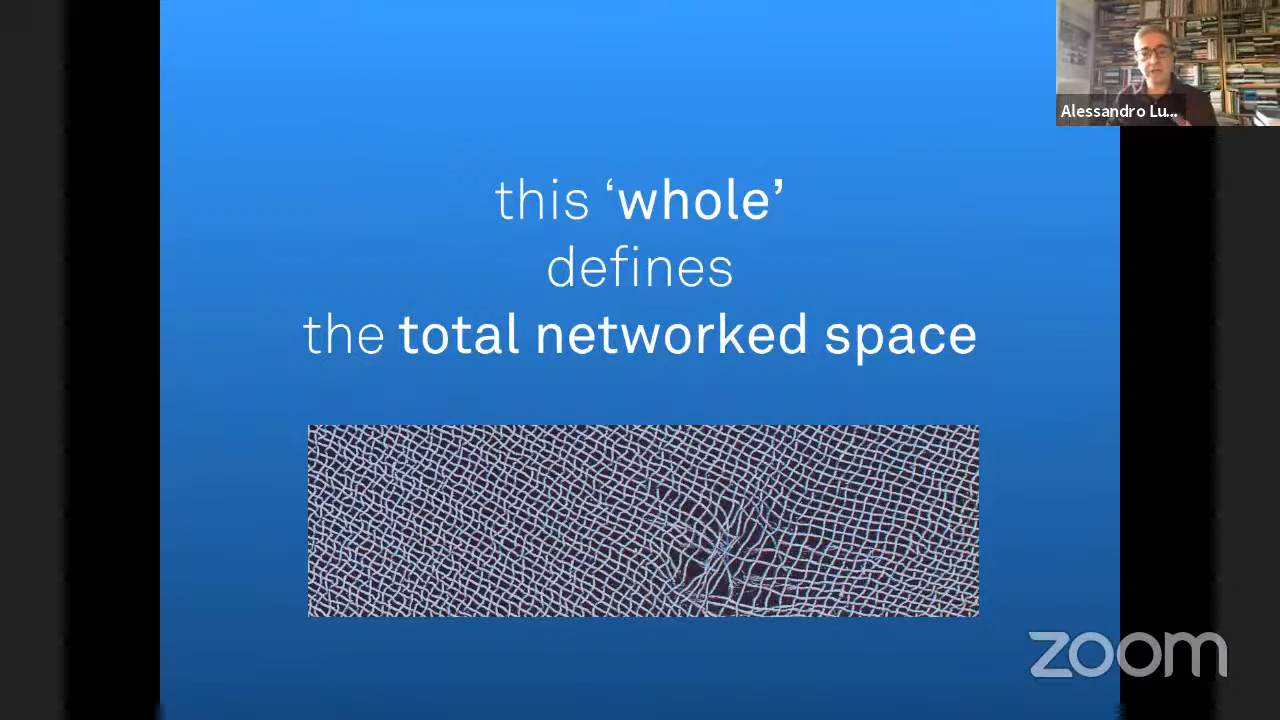 Alessandro Lu...
this ‘whole’
defines
the total networked space
zoom